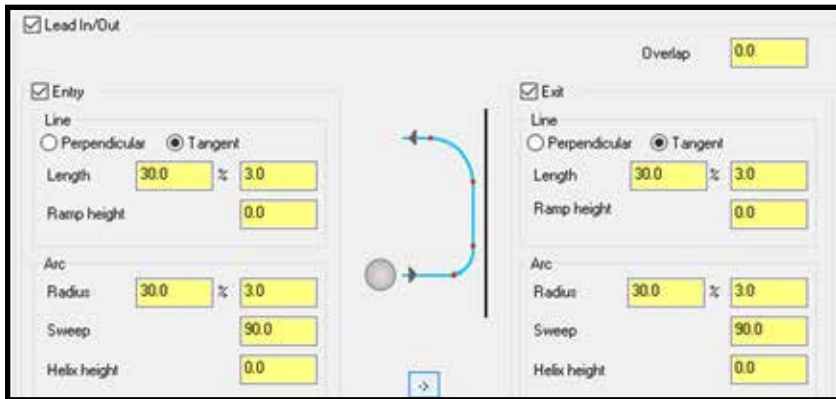 Lead In/Out
Overlap 0.0
Entry
Line
Perpendicular Tangent
Length 30.0 % 3.0
Ramp height 0.0
Arc
Radius 30.0 % 3.0
Sweep 90.0
Helix height 0.0
->
Exit
Line
Perpendicular Tangent
Length 30.0 % 3.0
Ramp height 0.0
Arc
Radius 30.0 % 3.0
Sweep 90.0
Helix height 0.0